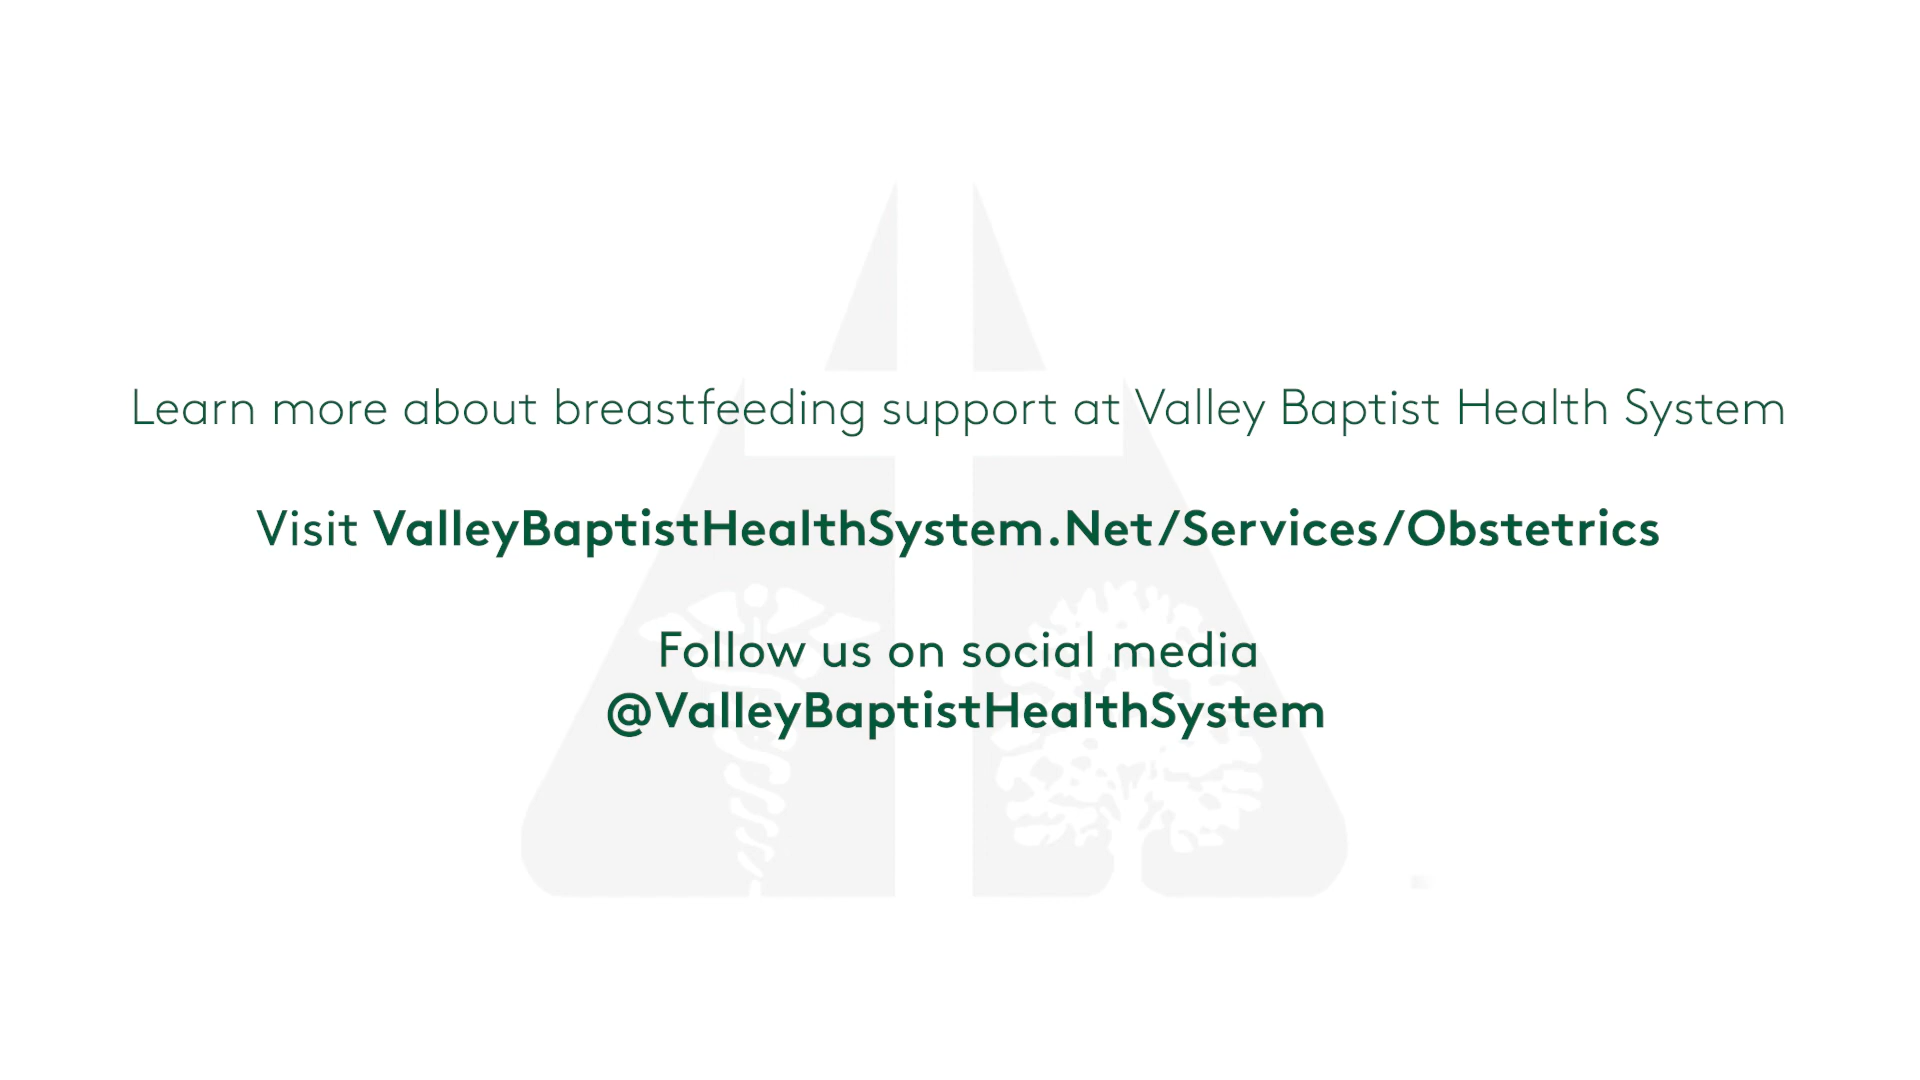 Learn more about breastfeeding support at Valley Baptist Health System
Visit ValleyBaptistHealthSystem.Net/Services/Obstetrics
Follow us on social media
@ValleyBaptistHealthSystem